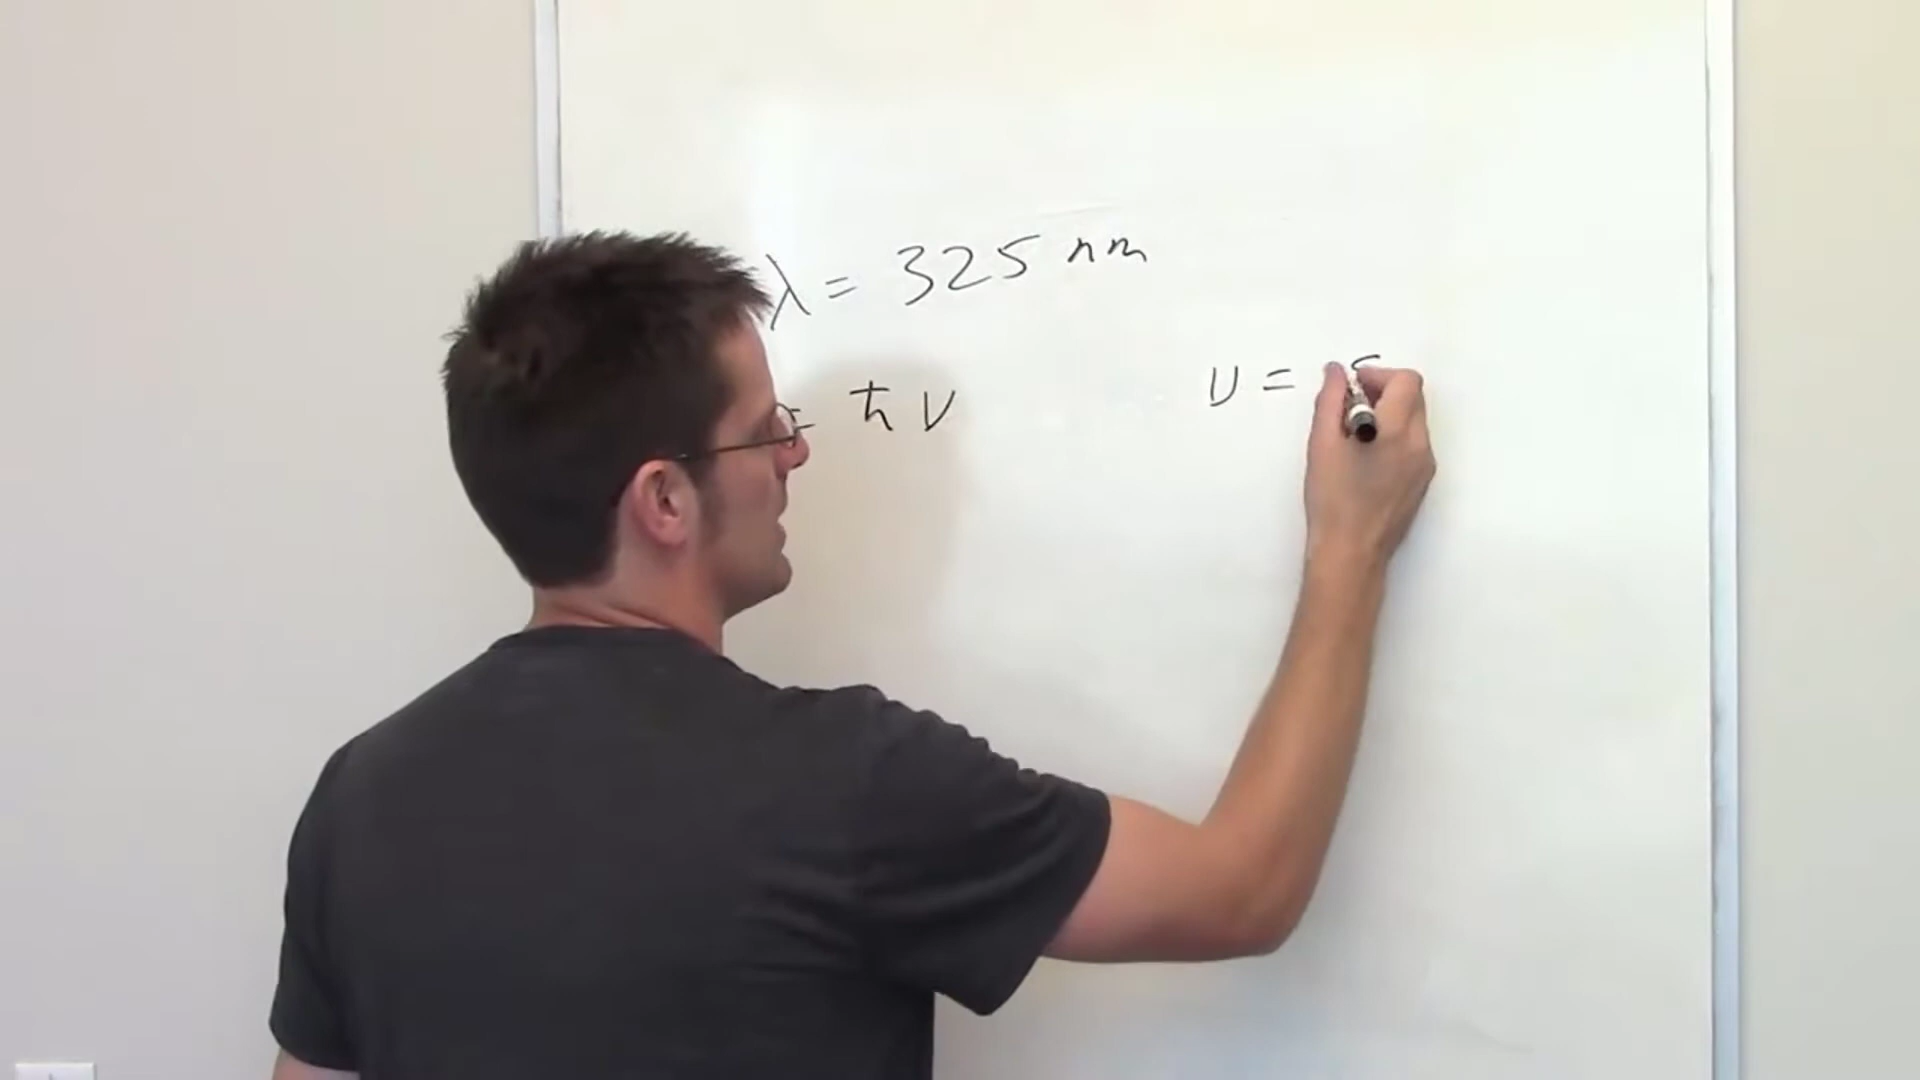 λ = 325 nm
= ħ ν
ν =